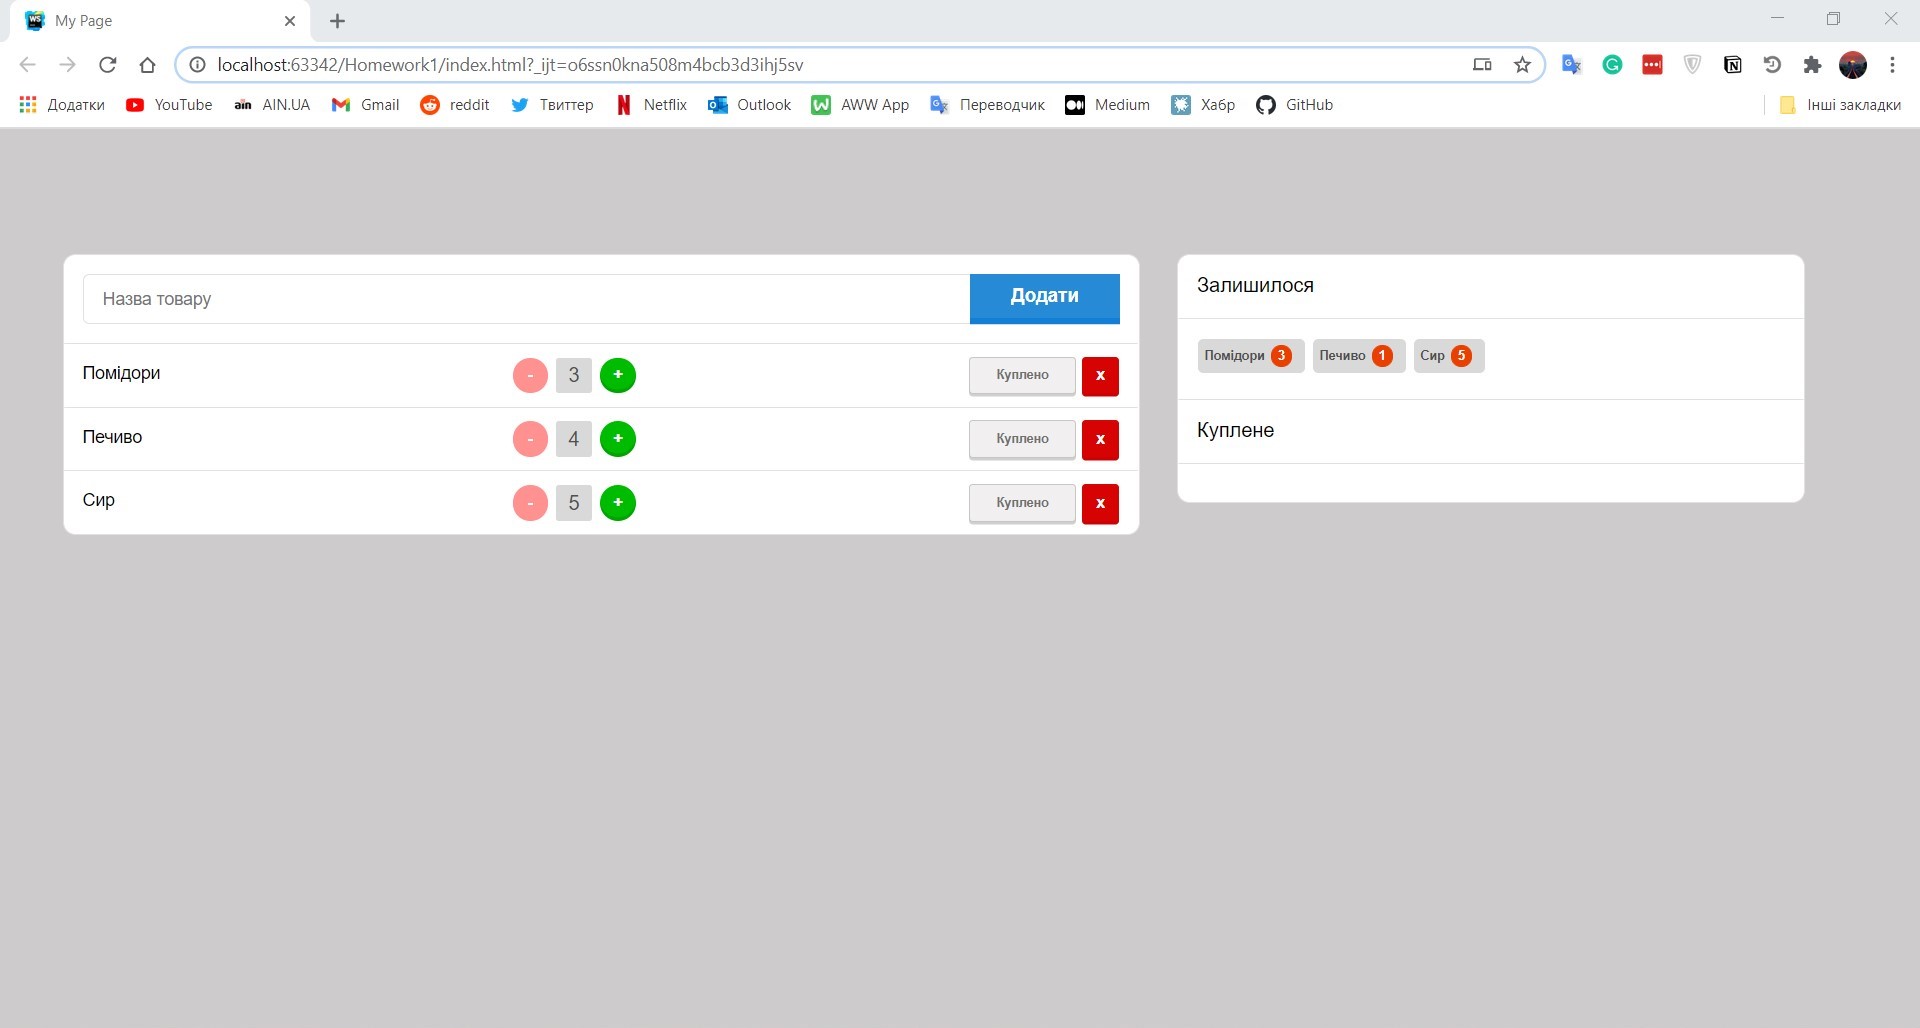 My Page
localhost:63342/Homework1/index.html?_ijt=o6ssn0kna508m4bcb3d3ihj5sv
Додатки YouTube AIN.UA Gmail reddit Твиттер Netflix Outlook AWW App Переводчик Medium Хабр GitHub Інші закладки
Назва товару Додати
Помідори - 3 + Куплено x
Печиво - 4 + Куплено x
Сир - 5 + Куплено x
Залишилося
Помідори 3 Печиво 1 Сир 5
Куплене